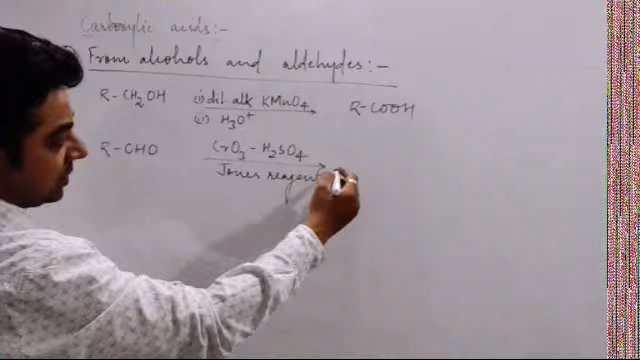 Carboxylic acids:-
From alcohols and aldehydes:-
R-CH2OH (i) dil alk KMnO4 R-COOH
(ii) H3O+
R-CHO CrO3-H2SO4
Jones reagent